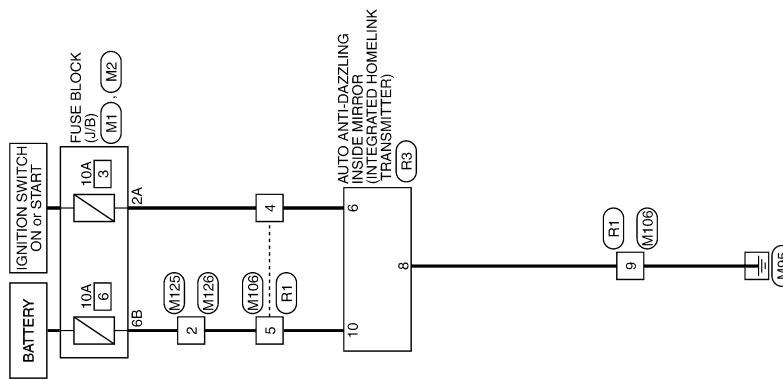 BATTERY
IGNITION SWITCH
ON or START
FUSE BLOCK
(J/B)
M1 , M2
10A
6
10A
3
6B
2A
2
M125
M126
5
M106
R1
4
10
6
AUTO ANTI-DAZZLING
INSIDE MIRROR
(INTEGRATED HOMELINK
TRANSMITTER)
R3
8
9
R1
M106
M95